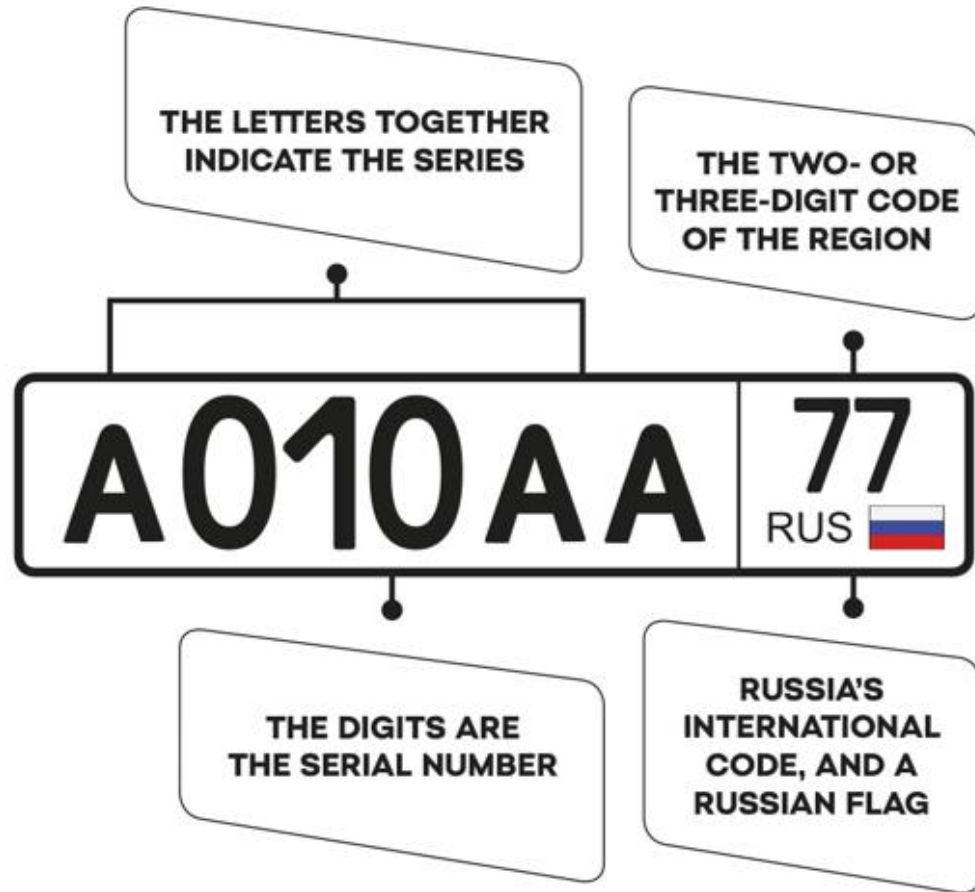 THE LETTERS TOGETHER
INDICATE THE SERIES
THE TWO- OR
THREE-DIGIT CODE
OF THE REGION
A010AA
77
RUS
THE DIGITS ARE
THE SERIAL NUMBER
RUSSIA'S
INTERNATIONAL
CODE, AND A
RUSSIAN FLAG